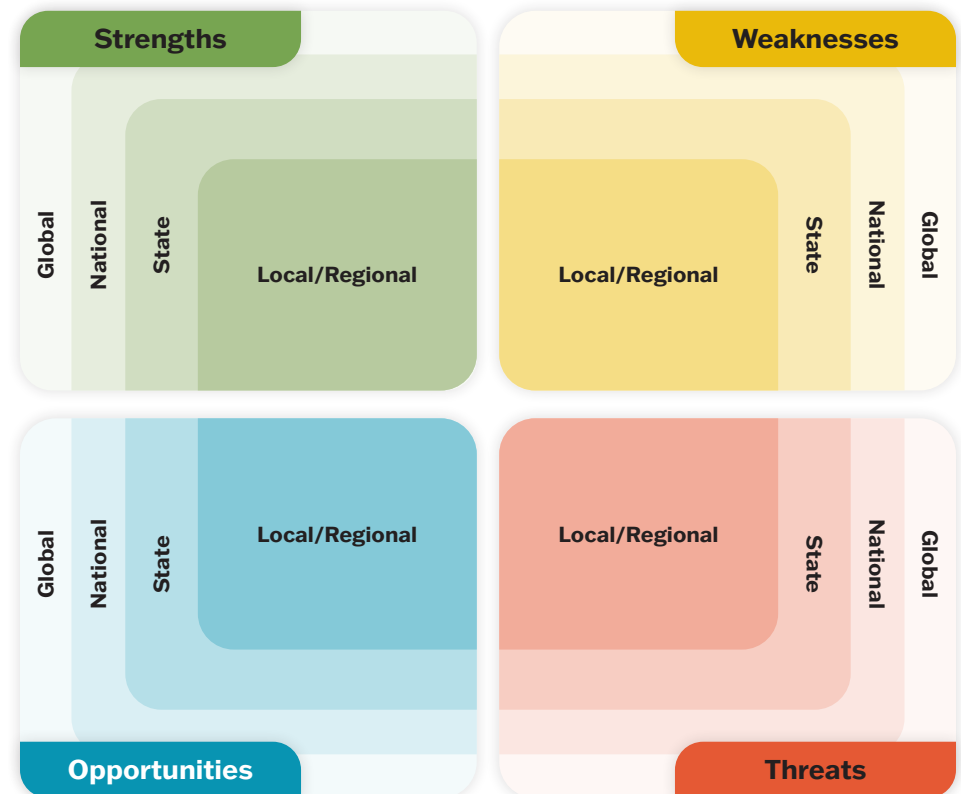 Strengths
Global
National
State
Local/Regional
Weaknesses
Local/Regional
State
National
Global
Global
National
State
Local/Regional
Opportunities
Local/Regional
State
National
Global
Threats